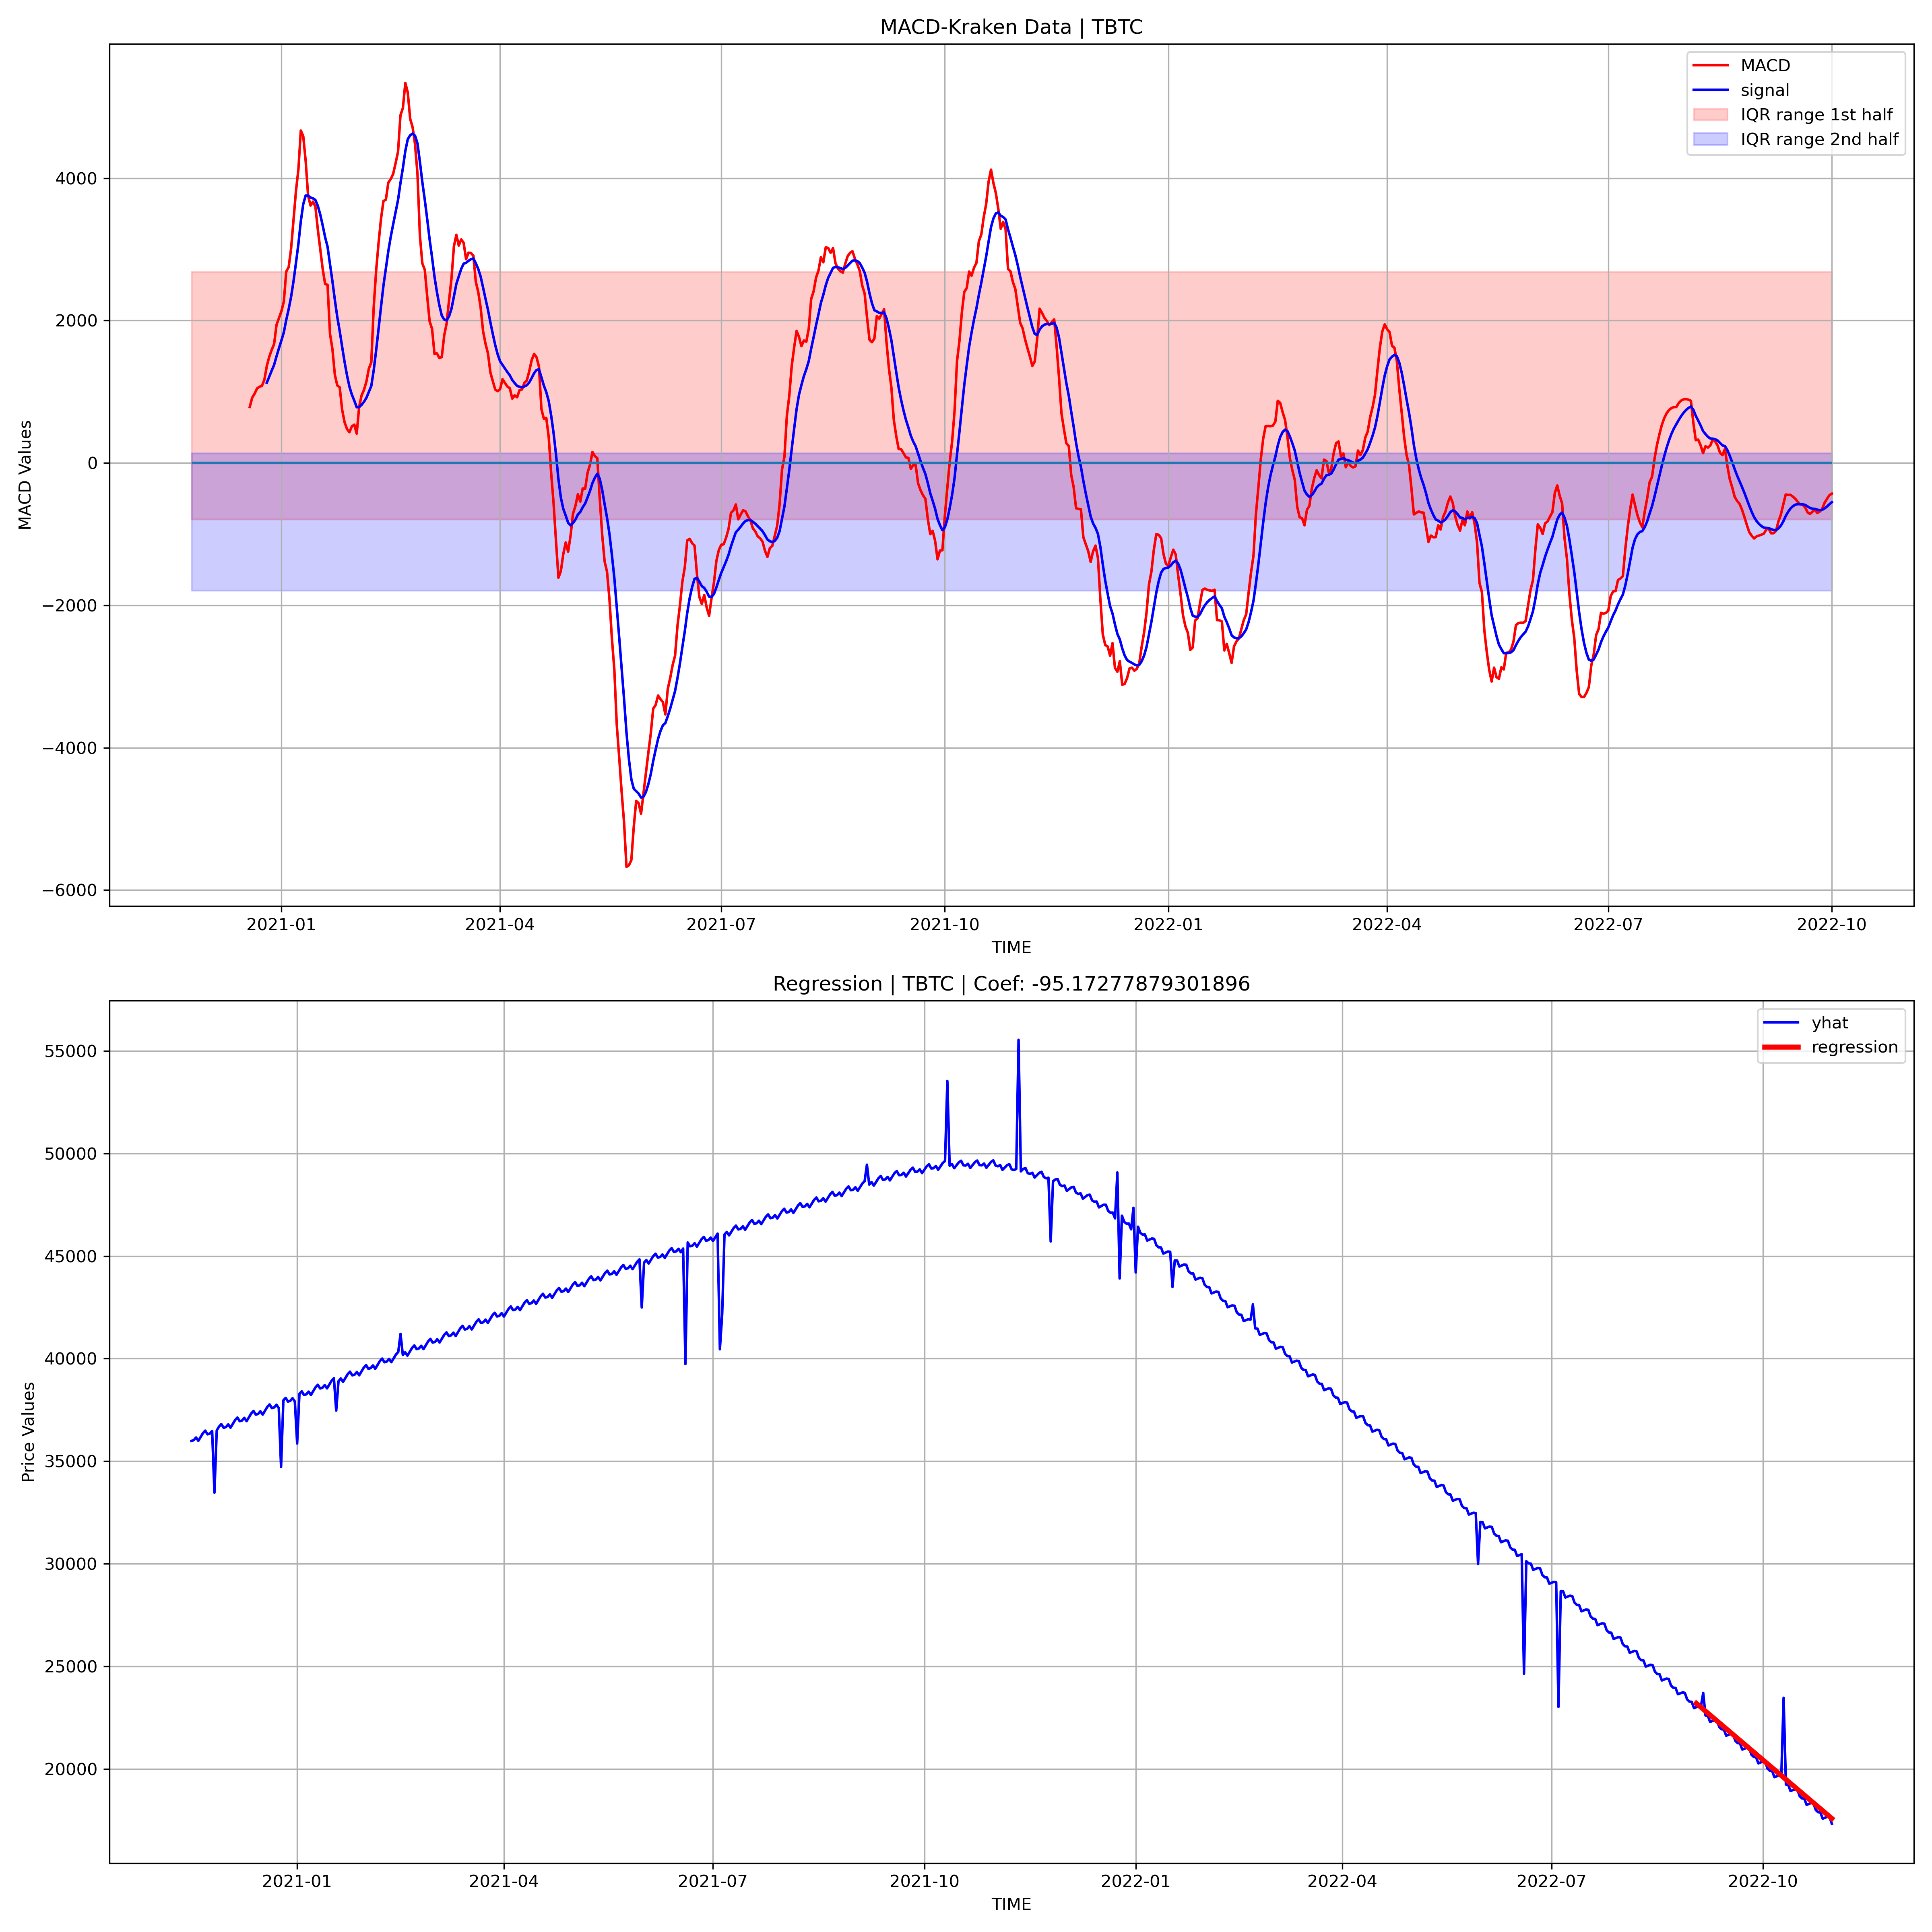 MACD-Kraken Data | TBTC
MACD
signal
IQR range 1st half
IQR range 2nd half
MACD Values
4000
2000
0
−2000
−4000
−6000
2021-01 2021-04 2021-07 2021-10 2022-01 2022-04 2022-07 2022-10
TIME
Regression | TBTC | Coef: -95.17277879301896
yhat
regression
Price Values
55000
50000
45000
40000
35000
30000
25000
20000
2021-01 2021-04 2021-07 2021-10 2022-01 2022-04 2022-07 2022-10
TIME